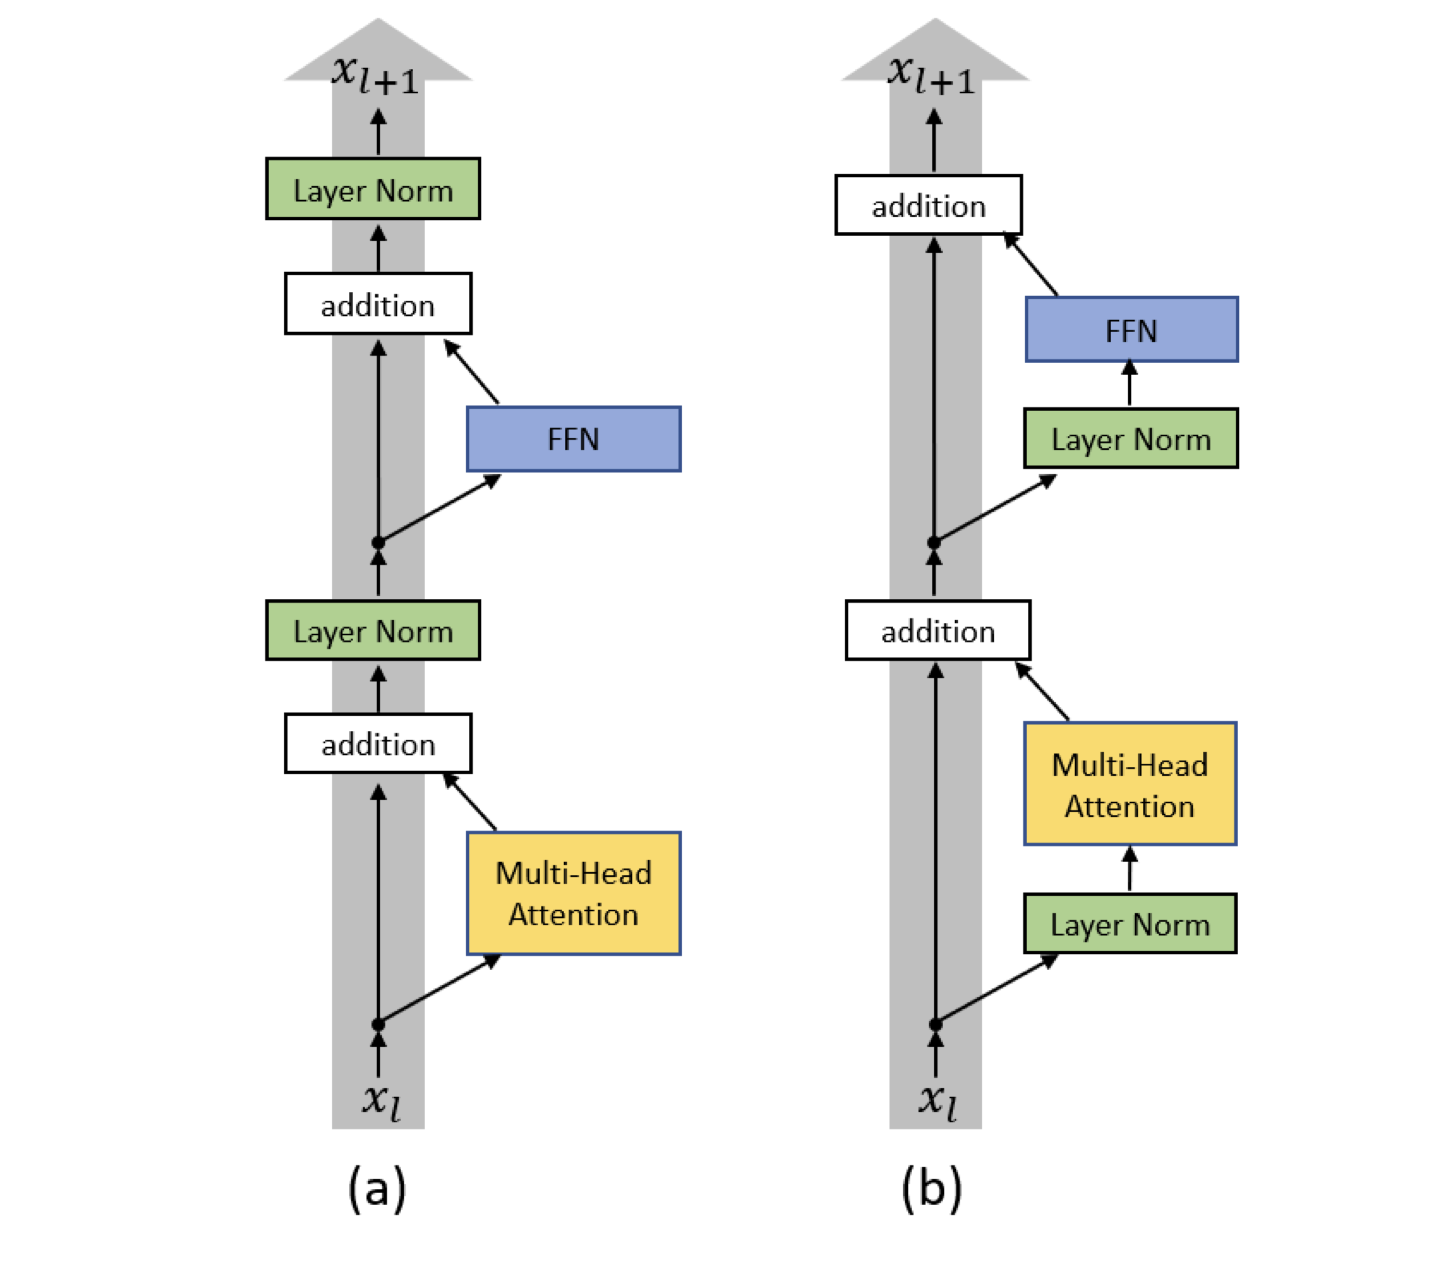 x_{l+1}
Layer Norm
addition
FFN
Layer Norm
addition
Multi-Head
Attention
x_l
(a)
x_{l+1}
addition
FFN
Layer Norm
addition
Multi-Head
Attention
Layer Norm
x_l
(b)